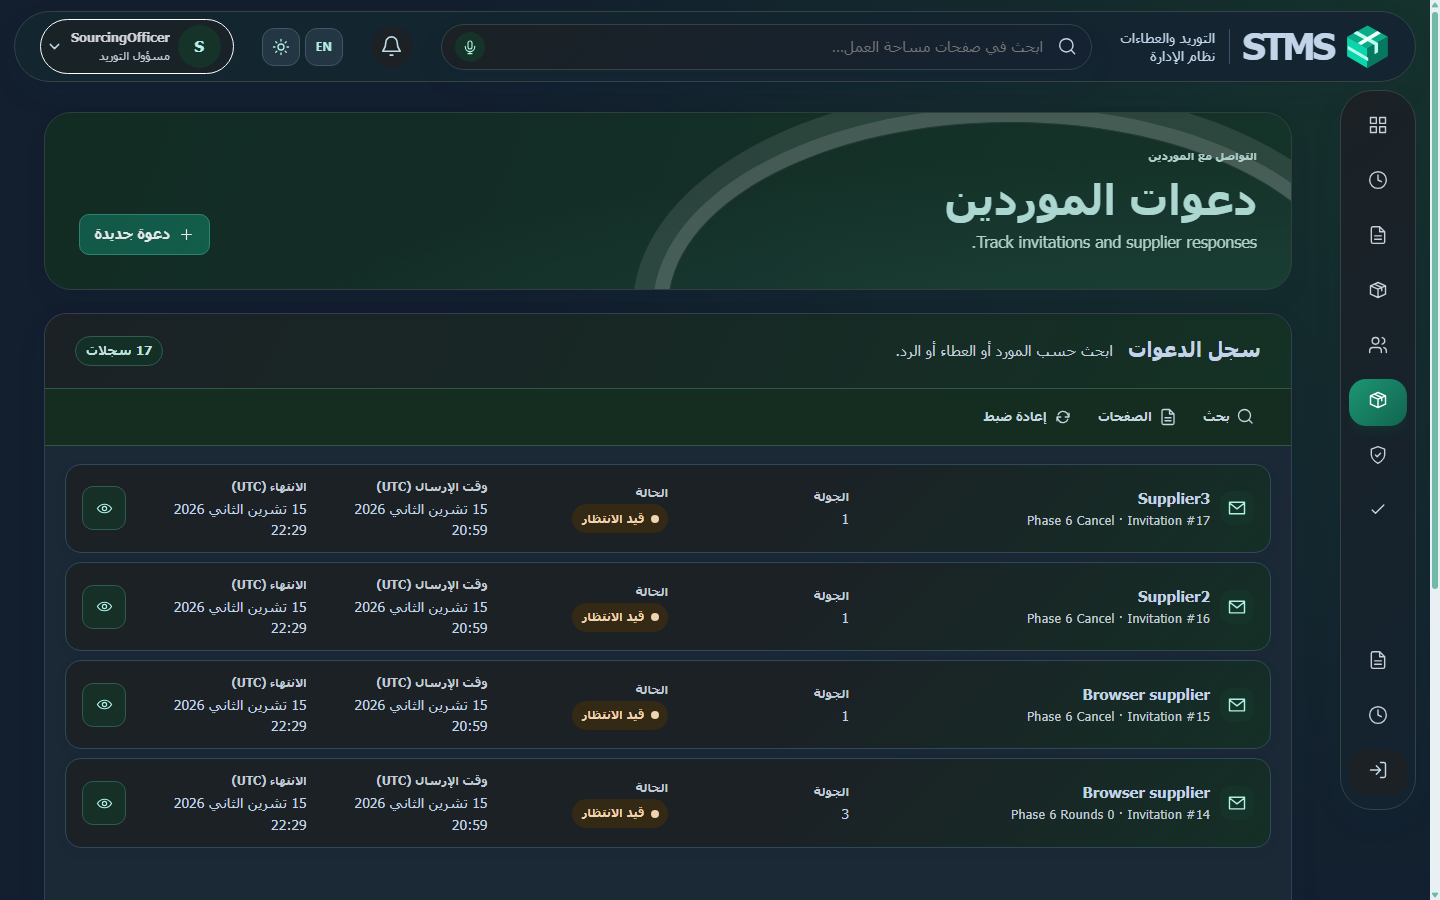 STMS
التوريد والعطاءات
نظام الإدارة
ابحث في صفحات مساحة العمل...
EN
S
SourcingOfficer
مسؤول التوريد
التواصل مع الموردين
دعوات الموردين
Track invitations and supplier responses.
دعوة جديدة
سجل الدعوات
ابحث حسب المورد أو العطاء أو الرد.
17 سجلات
بحث
الصفحات
إعادة ضبط
Supplier3
Phase 6 Cancel · Invitation #17
الجولة
1
الحالة
قيد الانتظار
وقت الإرسال (UTC)
15 تشرين الثاني 2026
20:59
الانتهاء (UTC)
15 تشرين الثاني 2026
22:29
Supplier2
Phase 6 Cancel · Invitation #16
الجولة
1
الحالة
قيد الانتظار
وقت الإرسال (UTC)
15 تشرين الثاني 2026
20:59
الانتهاء (UTC)
15 تشرين الثاني 2026
22:29
Browser supplier
Phase 6 Cancel · Invitation #15
الجولة
1
الحالة
قيد الانتظار
وقت الإرسال (UTC)
15 تشرين الثاني 2026
20:59
الانتهاء (UTC)
15 تشرين الثاني 2026
22:29
Browser supplier
Phase 6 Rounds 0 · Invitation #14
الجولة
3
الحالة
قيد الانتظار
وقت الإرسال (UTC)
15 تشرين الثاني 2026
20:59
الانتهاء (UTC)
15 تشرين الثاني 2026
22:29